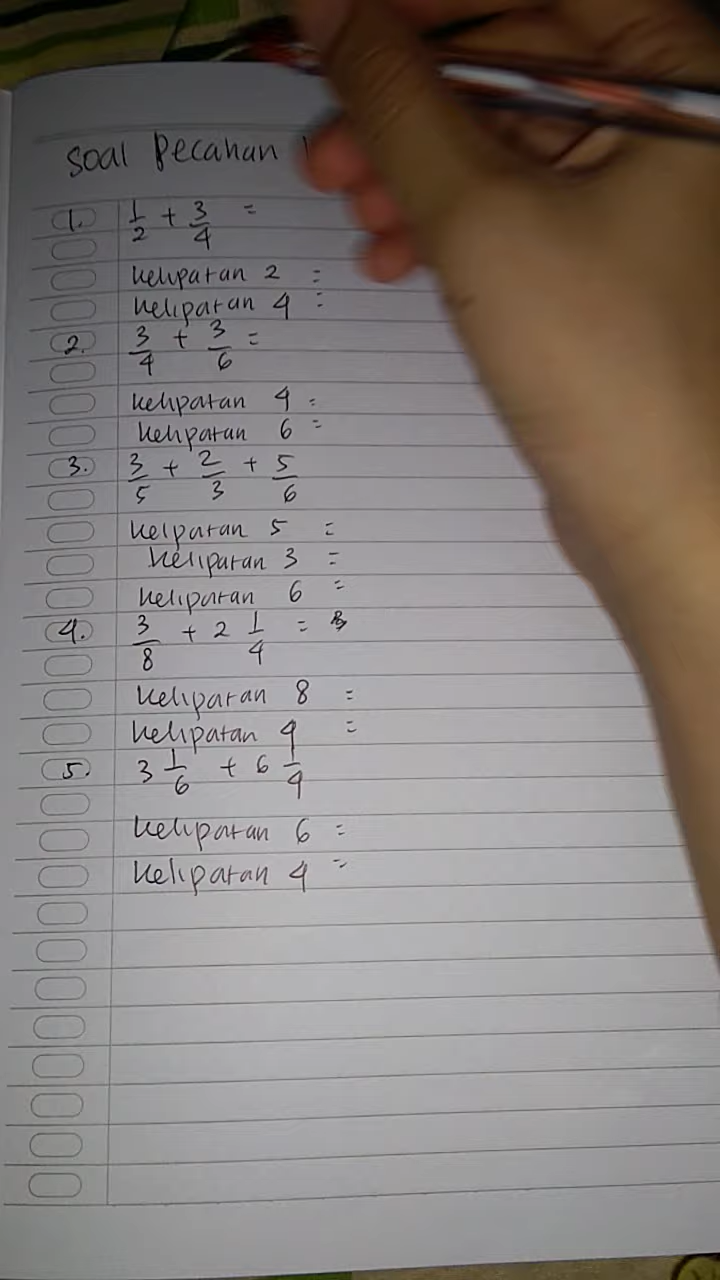 Soal Pecahan
1. 1/2 + 3/4 =
Kelipatan 2 =
Kelipatan 4 =
2. 3/4 + 3/6 =
Kelipatan 4 =
Kelipatan 6 =
3. 3/5 + 2/3 + 5/6
Kelpatan 5 =
Kelipatan 3 =
Kelipatan 6 =
4. 3/8 + 2 1/4 =
Kelipatan 8 =
Kelipatan 4 =
5. 3 1/6 + 6 1/4
Kelipatan 6 =
Kelipatan 4 =